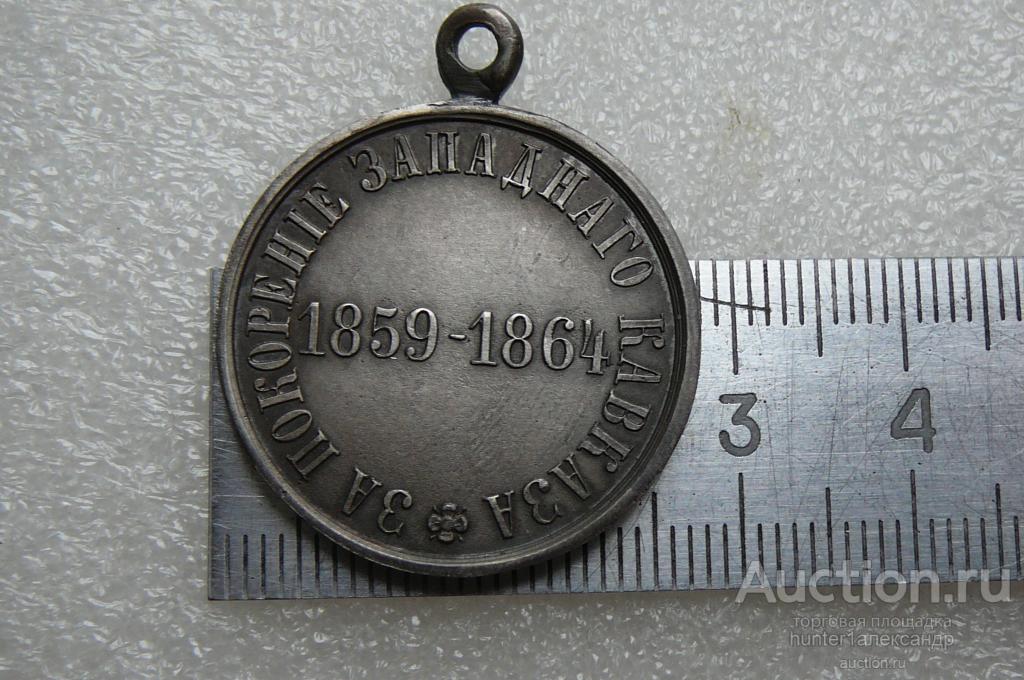 ЗА ПОКОРЕНІЕ ЗАПАДНАГО КАВКАЗА
1859-1864
3 4
Auction.ru
торговая площадка
hunter1александр
auction.ru